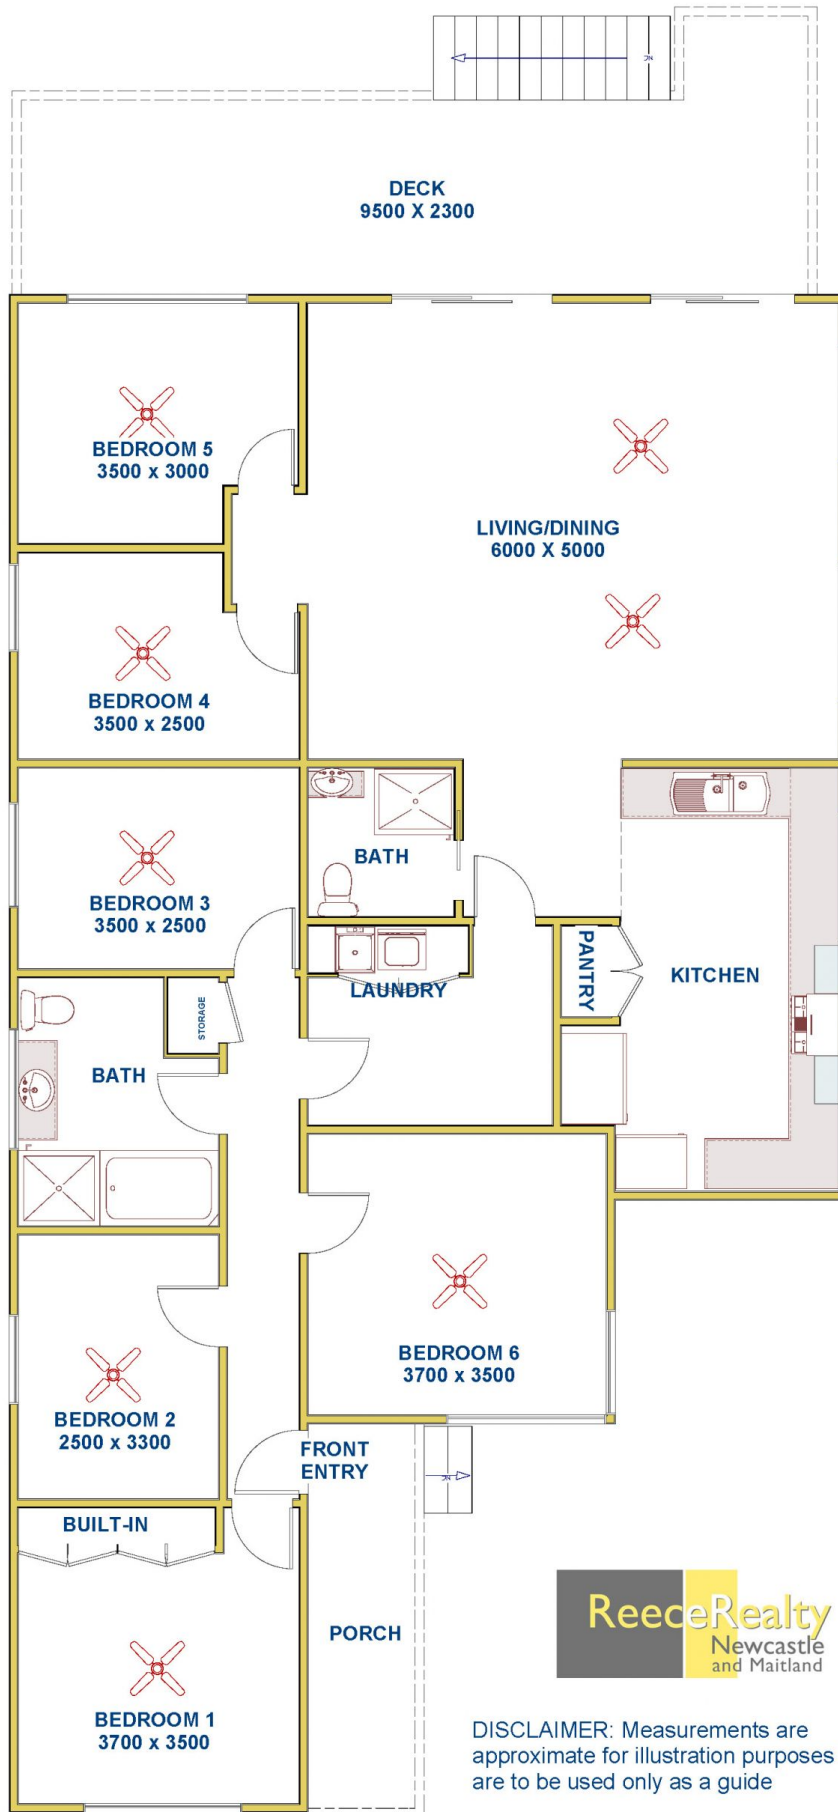 DECK
9500 X 2300
BEDROOM 5
3500 x 3000
LIVING/DINING
6000 X 5000
BEDROOM 4
3500 x 2500
BATH
BEDROOM 3
3500 x 2500
PANTRY
KITCHEN
LAUNDRY
STORAGE
BATH
BEDROOM 6
3700 x 3500
BEDROOM 2
2500 x 3300
FRONT
ENTRY
BUILT-IN
PORCH
BEDROOM 1
3700 x 3500
ReeceRealty
Newcastle
and Maitland
DISCLAIMER: Measurements are
approximate for illustration purposes
are to be used only as a guide